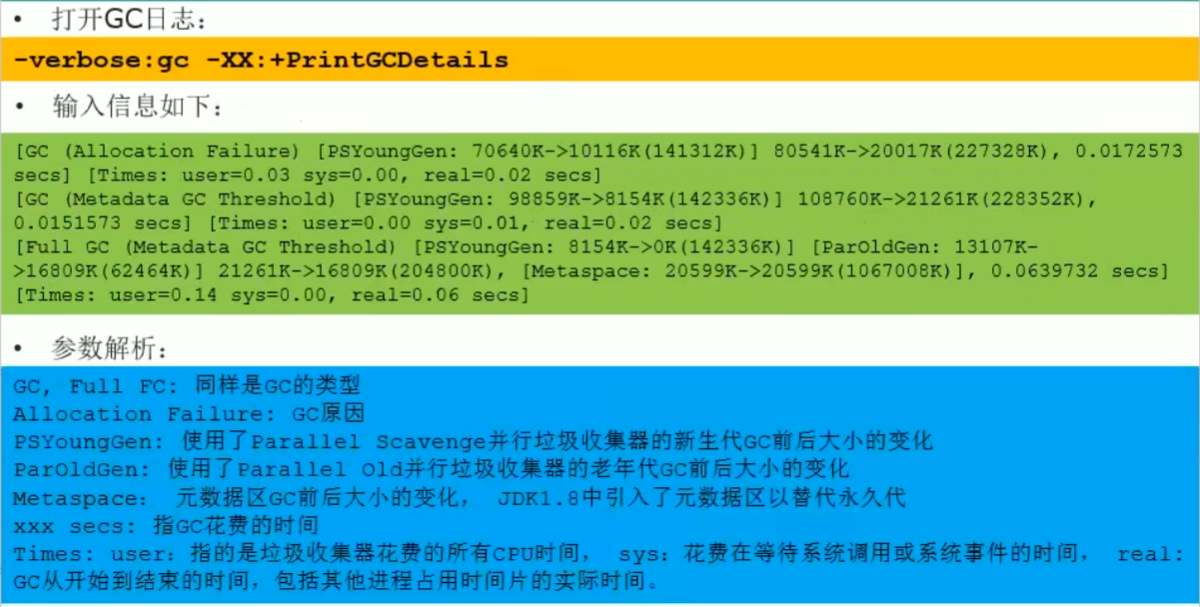 • 打开GC日志：
-verbose:gc -XX:+PrintGCDetails
• 输入信息如下：
[GC (Allocation Failure) [PSYoungGen: 70640K->10116K(141312K)] 80541K->20017K(227328K), 0.0172573
secs] [Times: user=0.03 sys=0.00, real=0.02 secs]
[GC (Metadata GC Threshold) [PSYoungGen: 98859K->8154K(142336K)] 108760K->21261K(228352K),
0.0151573 secs] [Times: user=0.00 sys=0.01, real=0.02 secs]
[Full GC (Metadata GC Threshold) [PSYoungGen: 8154K->0K(142336K)] [ParOldGen: 13107K-
>16809K(62464K)] 21261K->16809K(204800K), [Metaspace: 20599K->20599K(1067008K)], 0.0639732 secs]
[Times: user=0.14 sys=0.00, real=0.06 secs]
• 参数解析：
GC, Full FC: 同样是GC的类型
Allocation Failure: GC原因
PSYoungGen: 使用了Parallel Scavenge并行垃圾收集器的新生代GC前后大小的变化
ParOldGen: 使用了Parallel Old并行垃圾收集器的老年代GC前后大小的变化
Metaspace： 元数据区GC前后大小的变化， JDK1.8中引入了元数据区以替代永久代
xxx secs: 指GC花费的时间
Times: user：指的是垃圾收集器花费的所有CPU时间， sys：花费在等待系统调用或系统事件的时间， real：
GC从开始到结束的时间，包括其他进程占用时间片的实际时间。